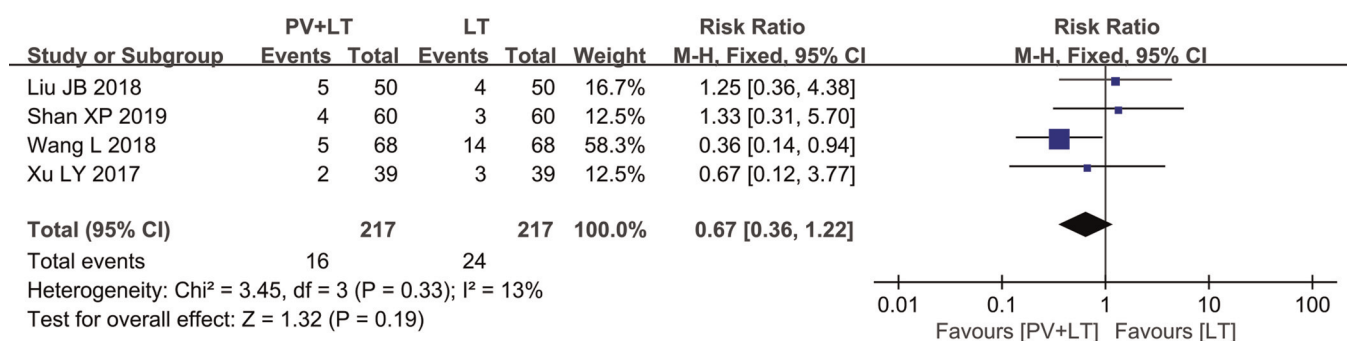 PV+LT LT Risk Ratio Risk Ratio
Study or Subgroup Events Total Events Total Weight M-H, Fixed, 95% CI M-H, Fixed, 95% CI
Liu JB 2018 5 50 4 50 16.7% 1.25 [0.36, 4.38]
Shan XP 2019 4 60 3 60 12.5% 1.33 [0.31, 5.70]
Wang L 2018 5 68 14 68 58.3% 0.36 [0.14, 0.94]
Xu LY 2017 2 39 3 39 12.5% 0.67 [0.12, 3.77]
Total (95% CI) 217 217 100.0% 0.67 [0.36, 1.22]
Total events 16 24
Heterogeneity: Chi² = 3.45, df = 3 (P = 0.33); I² = 13%
Test for overall effect: Z = 1.32 (P = 0.19)
0.01 0.1 1 10 100
Favours [PV+LT] Favours [LT]